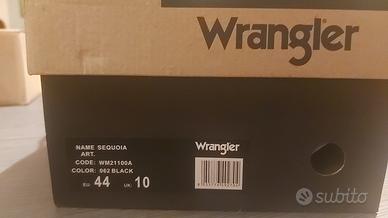 Wrangler
NAME SEQUOIA
ART.
CODE: WM21100A
COLOR: 062 BLACK
EU: 44 UK: 10
Wrangler
subito